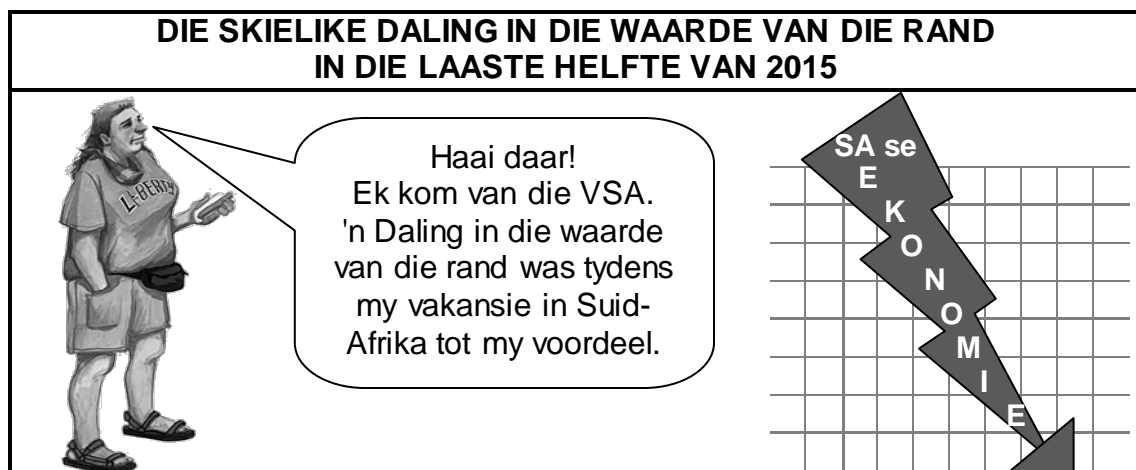 DIE SKIELIKE DALING IN DIE WAARDE VAN DIE RAND
IN DIE LAASTE HELFTE VAN 2015
LIBERTY
Haai daar!
Ek kom van die VSA.
'n Daling in die waarde
van die rand was tydens
my vakansie in Suid-
Afrika tot my voordeel.
SA se
E
K
O
N
O
M
I
E